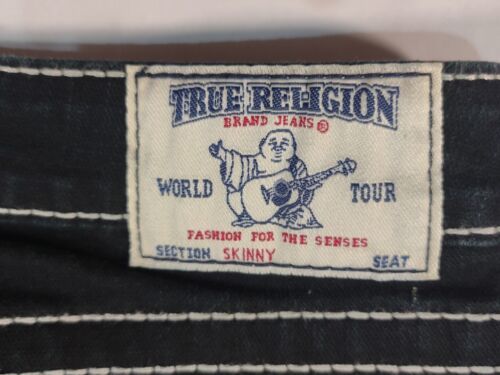 TRUE RELIGION
BRAND JEANS®
WORLD TOUR
FASHION FOR THE SENSES
SECTION SKINNY SEAT